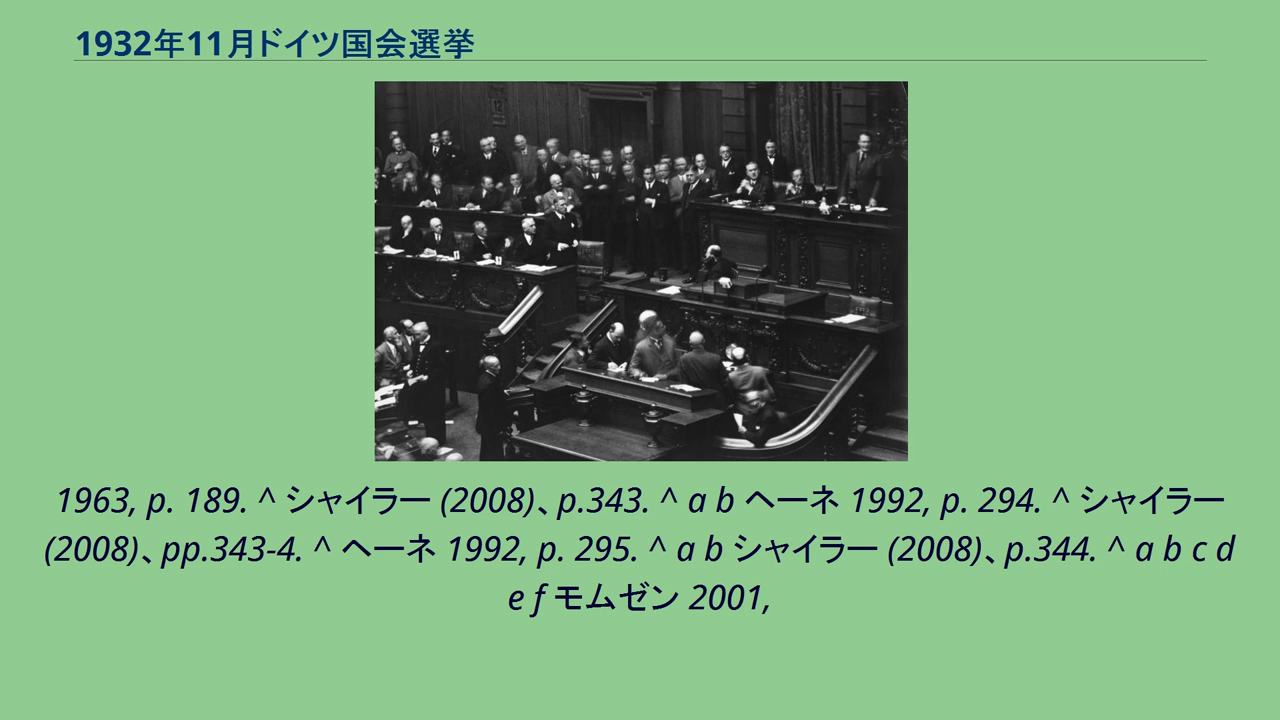 1932年11月ドイツ国会選挙
1963, p. 189. ^ シャイラー (2008)、p.343. ^ a b ヘーネ 1992, p. 294. ^ シャイラー
(2008)、pp.343-4. ^ ヘーネ 1992, p. 295. ^ a b シャイラー (2008)、p.344. ^ a b c d
e f モムゼン 2001,